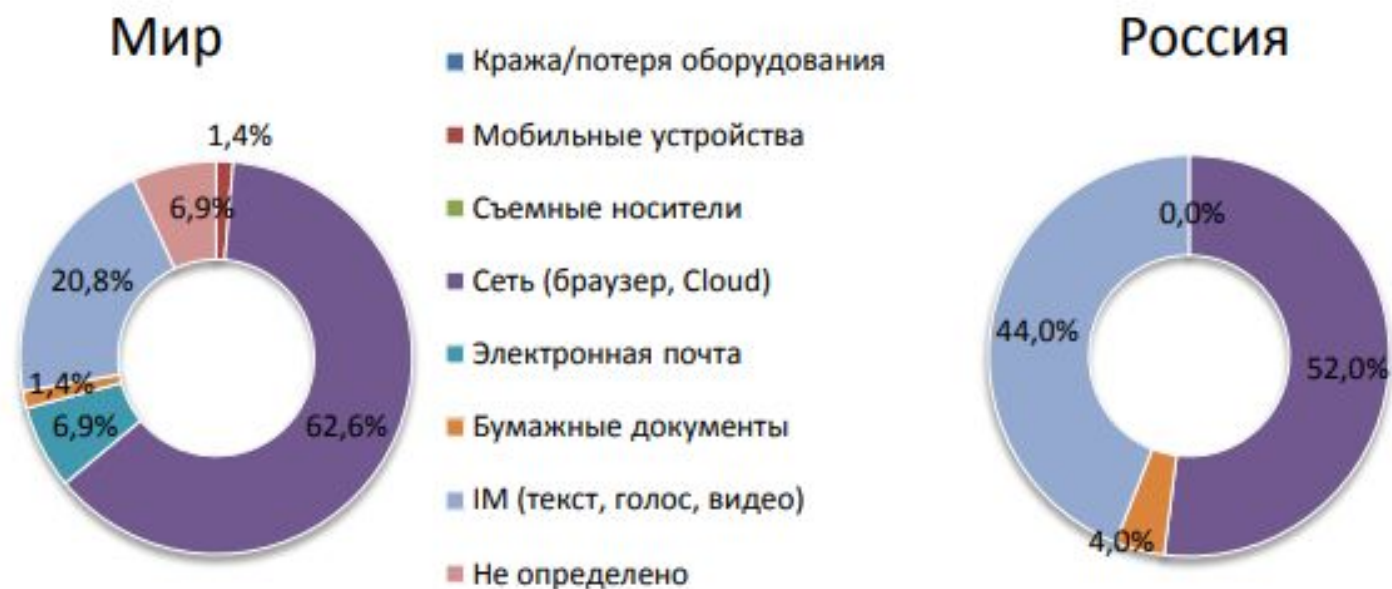 Мир
1,4%
6,9%
20,8%
1,4%
6,9%
62,6%
Кража/потеря оборудования
Мобильные устройства
Съемные носители
Сеть (браузер, Cloud)
Электронная почта
Бумажные документы
IM (текст, голос, видео)
Не определено
Россия
0,0%
44,0%
52,0%
4,0%